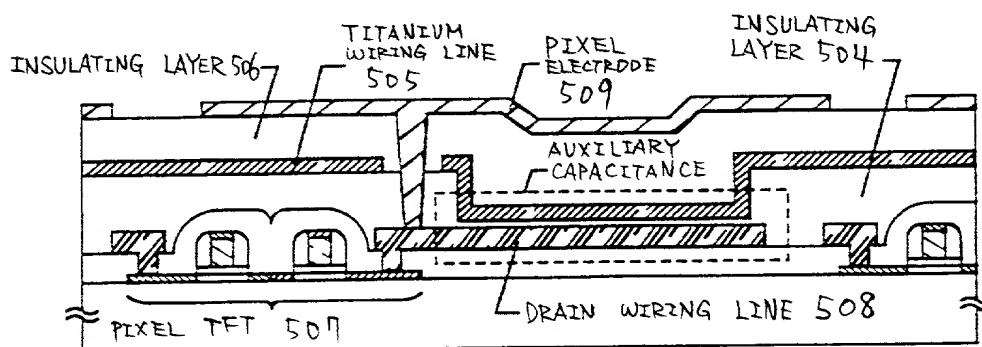 INSULATING LAYER 506
TITANIUM
WIRING LINE
505
PIXEL
ELECTRODE
509
INSULATING
LAYER 504
AUXILIARY
CAPACITANCE
PIXEL TFT 507
DRAIN WIRING LINE 508